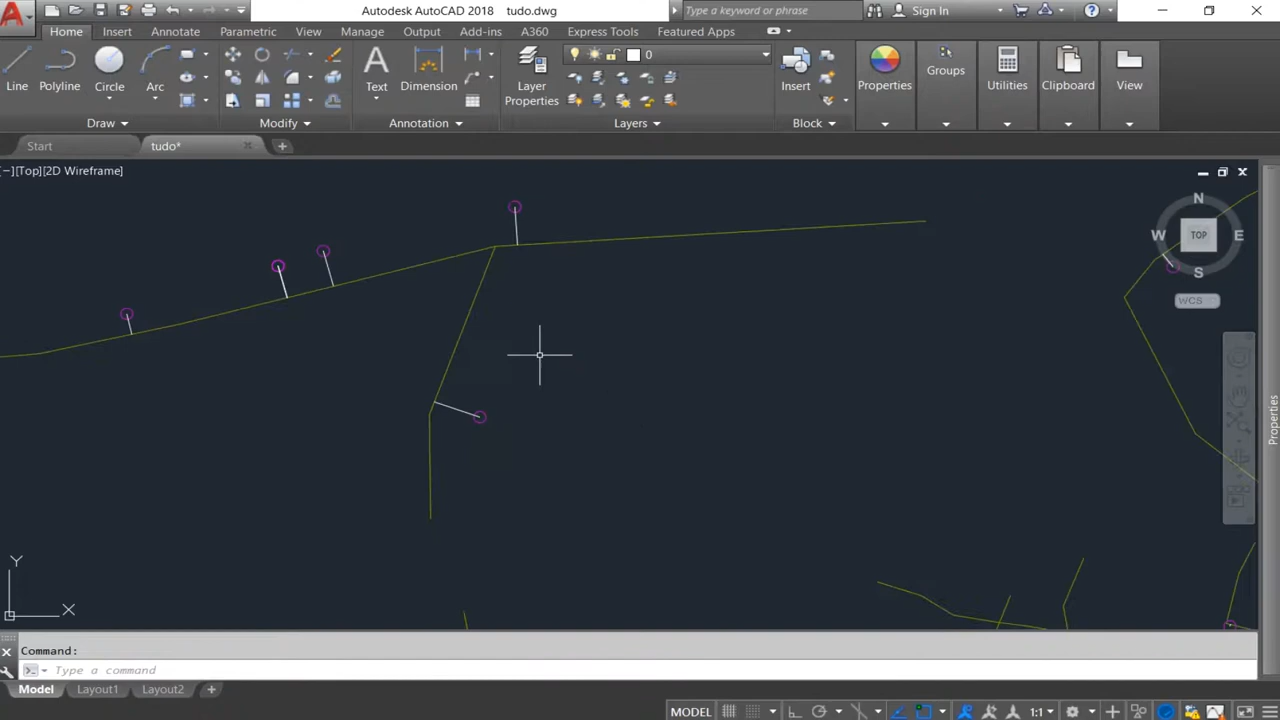 Autodesk AutoCAD 2018 tudo.dwg
Type a keyword or phrase
Sign In
Home Insert Annotate Parametric View Manage Output Add-ins A360 Express Tools Featured Apps
0
Line Polyline Circle Arc
Text Dimension
Layer Properties
Insert
Properties
Groups
Utilities
Clipboard
View
Draw Modify Annotation Layers Block
Start tudo*
[−][Top][2D Wireframe]
N
W TOP E
S
WCS
Properties
Y
X
Command:
Type a command
Model Layout1 Layout2
MODEL 1:1